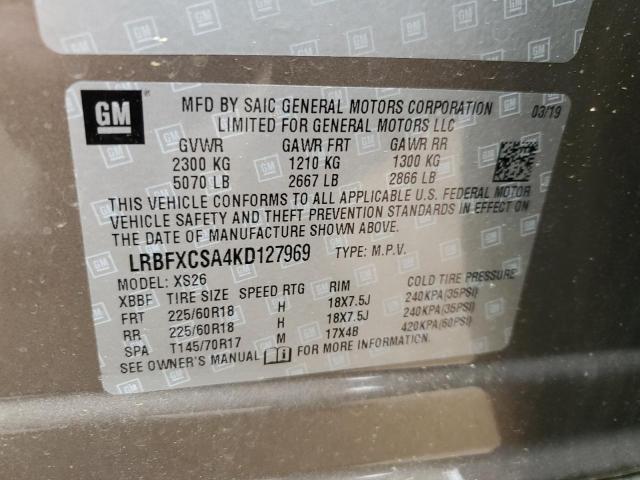 GM
MFD BY SAIC GENERAL MOTORS CORPORATION 03/19
LIMITED FOR GENERAL MOTORS LLC
GVWR GAWR FRT GAWR RR
2300 KG 1210 KG 1300 KG
5070 LB 2667 LB 2866 LB
THIS VEHICLE CONFORMS TO ALL APPLICABLE U.S. FEDERAL MOTOR
VEHICLE SAFETY AND THEFT PREVENTION STANDARDS IN EFFECT ON
THE DATE OF MANUFACTURE SHOWN ABOVE.
LRBFXCSA4KD127969 TYPE: M.P.V.
MODEL: XS26
XBBF TIRE SIZE SPEED RTG RIM COLD TIRE PRESSURE
FRT 225/60R18 H 18X7.5J 240KPA(35PSI)
RR 225/60R18 H 18X7.5J 240KPA(35PSI)
SPA T145/70R17 M 17X4B 420KPA(60PSI)
SEE OWNER'S MANUAL FOR MORE INFORMATION.